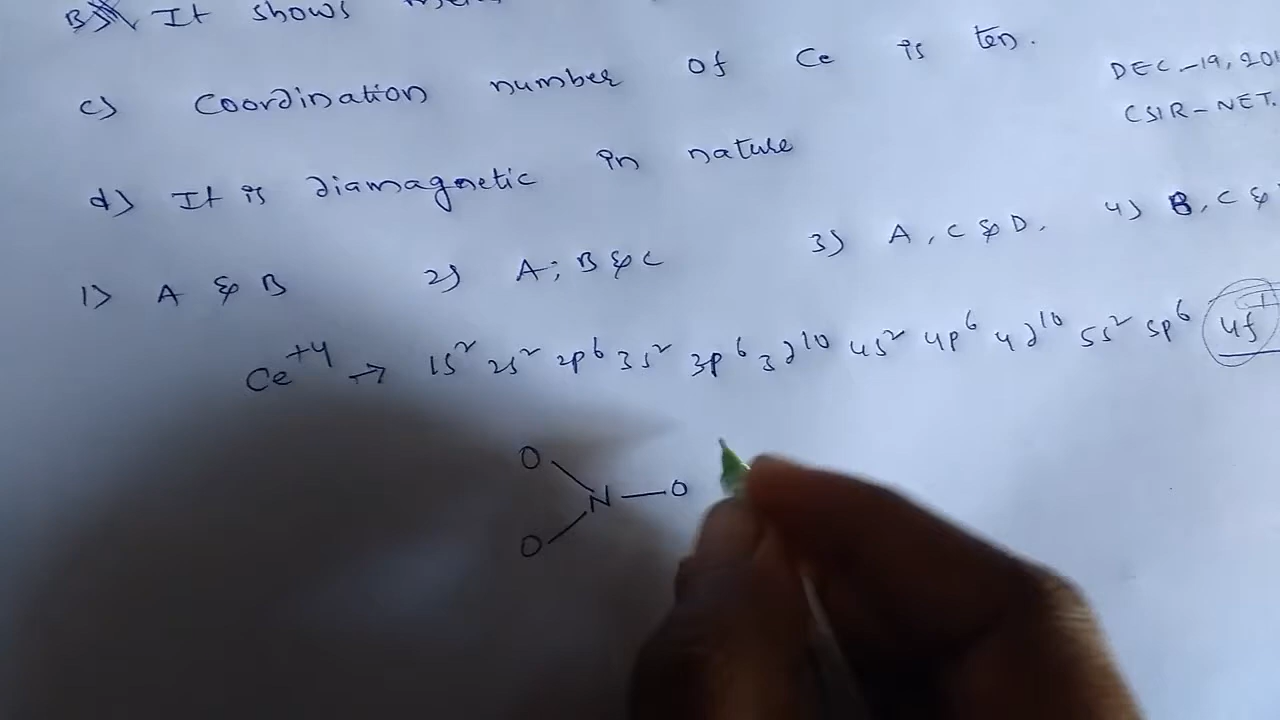 B) It shows
c) Coordination number of Ce is ten.
DEC-19, 201
CSIR-NET.
d) It is diamagnetic in nature
1) A & B 2) A, B & C 3) A, C & D. 4) B, C &
Ce⁺⁴ → 1s² 2s² 2p⁶ 3s² 3p⁶ 3d¹⁰ 4s² 4p⁶ 4d¹⁰ 5s² 5p⁶ 4f
O
N — O
O